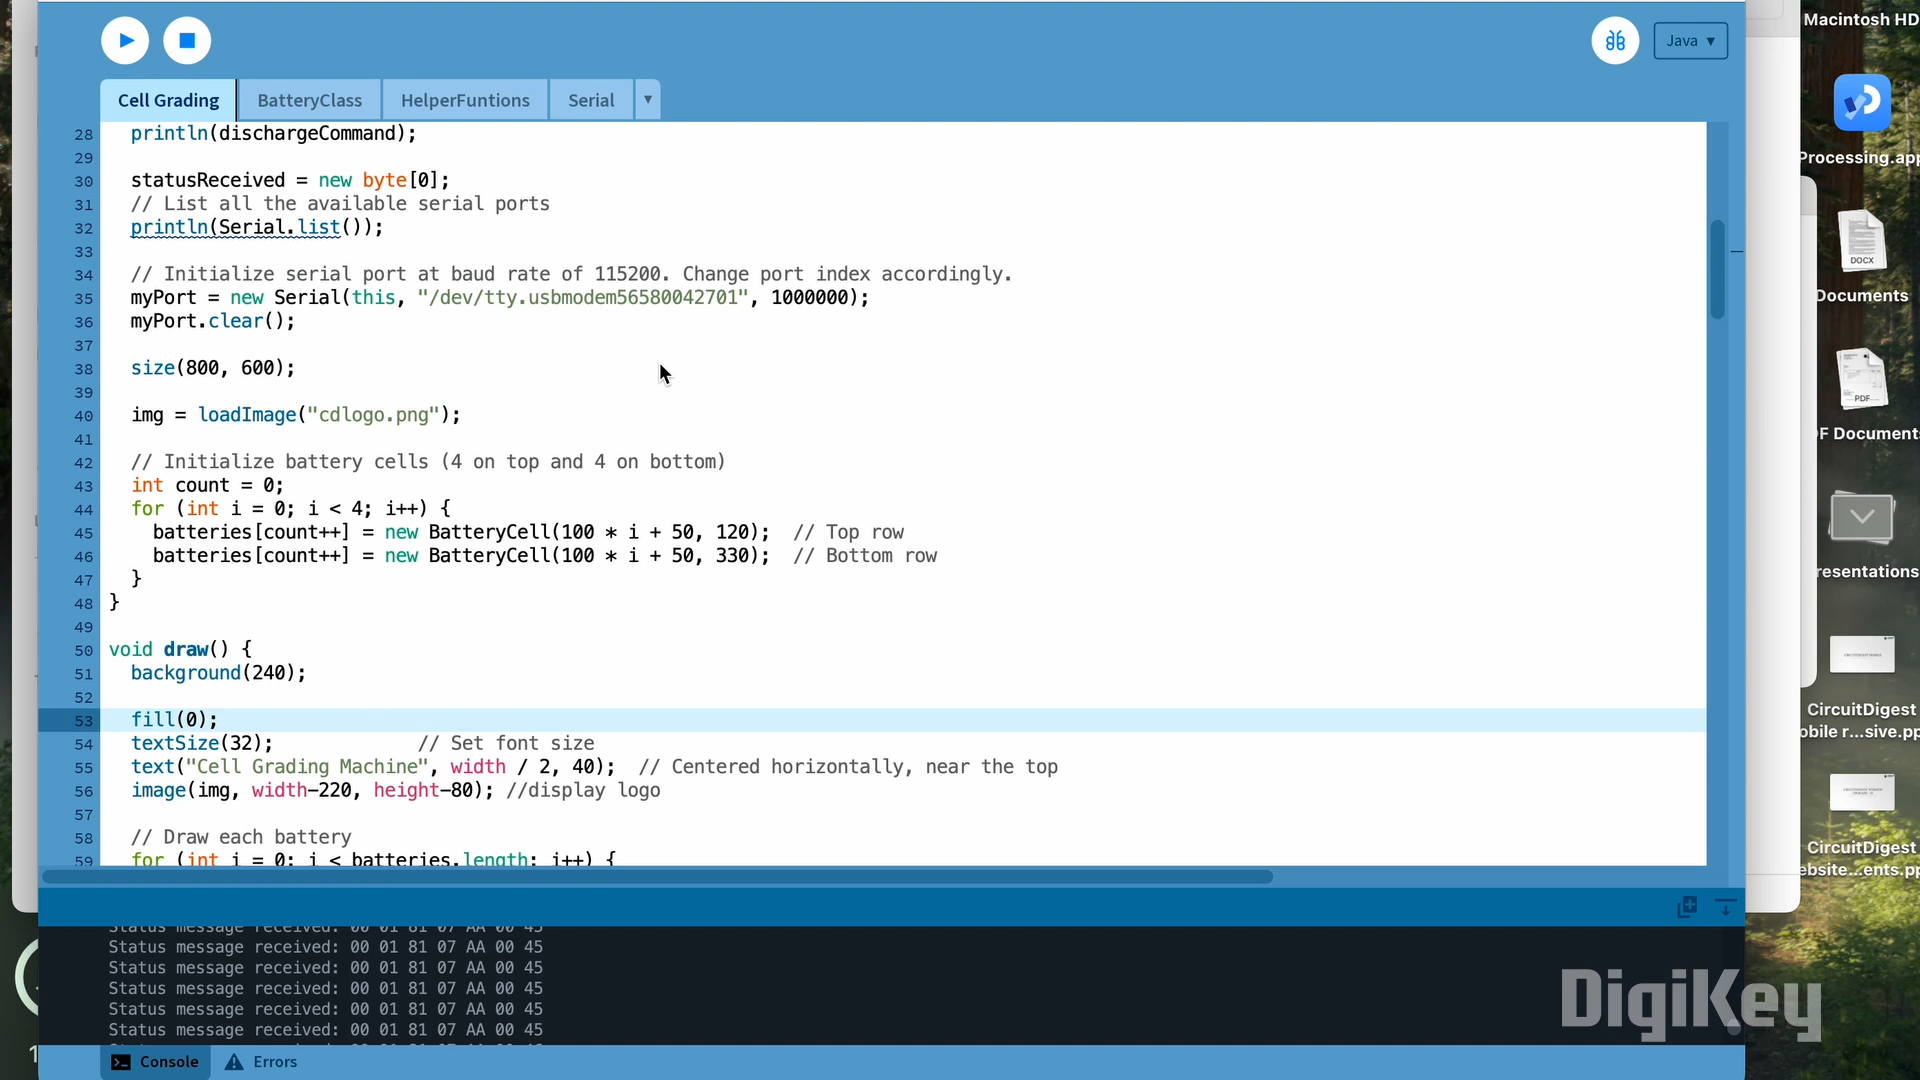 Java ▾
Cell Grading
BatteryClass
HelperFuntions
Serial
28 println(dischargeCommand);
29
30 statusReceived = new byte[0];
31 // List all the available serial ports
32 println(Serial.list());
33
34 // Initialize serial port at baud rate of 115200. Change port index accordingly.
35 myPort = new Serial(this, "/dev/tty.usbmodem56580042701", 1000000);
36 myPort.clear();
37
38 size(800, 600);
39
40 img = loadImage("cdlogo.png");
41
42 // Initialize battery cells (4 on top and 4 on bottom)
43 int count = 0;
44 for (int i = 0; i < 4; i++) {
45 batteries[count++] = new BatteryCell(100 * i + 50, 120);  // Top row
46 batteries[count++] = new BatteryCell(100 * i + 50, 330);  // Bottom row
47 }
48 }
49
50 void draw() {
51 background(240);
52
53 fill(0);
54 textSize(32);  // Set font size
55 text("Cell Grading Machine", width / 2, 40);  // Centered horizontally, near the top
56 image(img, width-220, height-80); //display logo
57
58 // Draw each battery
59 for (int i = 0; i < batteries.length; i++) {
Status message received: 00 01 81 07 AA 00 45
Status message received: 00 01 81 07 AA 00 45
Status message received: 00 01 81 07 AA 00 45
Status message received: 00 01 81 07 AA 00 45
Status message received: 00 01 81 07 AA 00 45
Status message received: 00 01 81 07 AA 00 45
Console
Errors
Macintosh HD
Processing.app
DOCX
Documents
PDF
F Documents
resentations
CircuitDigest
obile r...sive.pp
CircuitDigest
ebsite...ents.pp
DigiKey